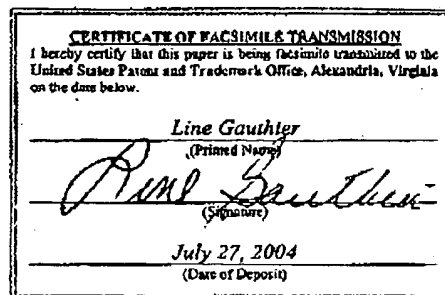 CERTIFICATE OF FACSIMILE TRANSMISSION
I hereby certify that this paper is being facsimile transmitted to the
United States Patent and Trademark Office, Alexandria, Virginia
on the date below.
Line Gauthier
(Printed Name)
Line Gauthier
(Signature)
July 27, 2004
(Date of Deposit)